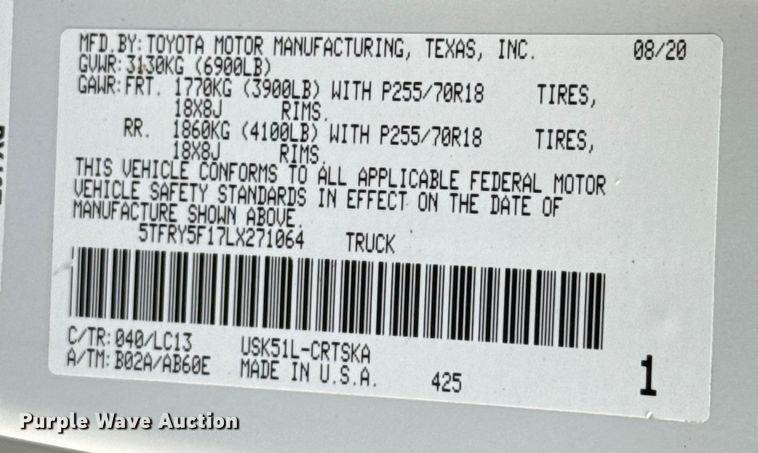 MFD.BY: TOYOTA MOTOR MANUFACTURING, TEXAS, INC. 08/20
GVWR: 3130KG (6900LB)
GAWR: FRT. 1770KG (3900LB) WITH P255/70R18 TIRES,
18X8J RIMS.
RR. 1860KG (4100LB) WITH P255/70R18 TIRES,
18X8J RIMS.
THIS VEHICLE CONFORMS TO ALL APPLICABLE FEDERAL MOTOR
VEHICLE SAFETY STANDARDS IN EFFECT ON THE DATE OF
MANUFACTURE SHOWN ABOVE.
5TFRY5F17LX271064 TRUCK
C/TR: 040/LC13 USK51L-CRTSKA
A/TM: B02A/AB60E MADE IN U.S.A. 425 1
Purple Wave Auction